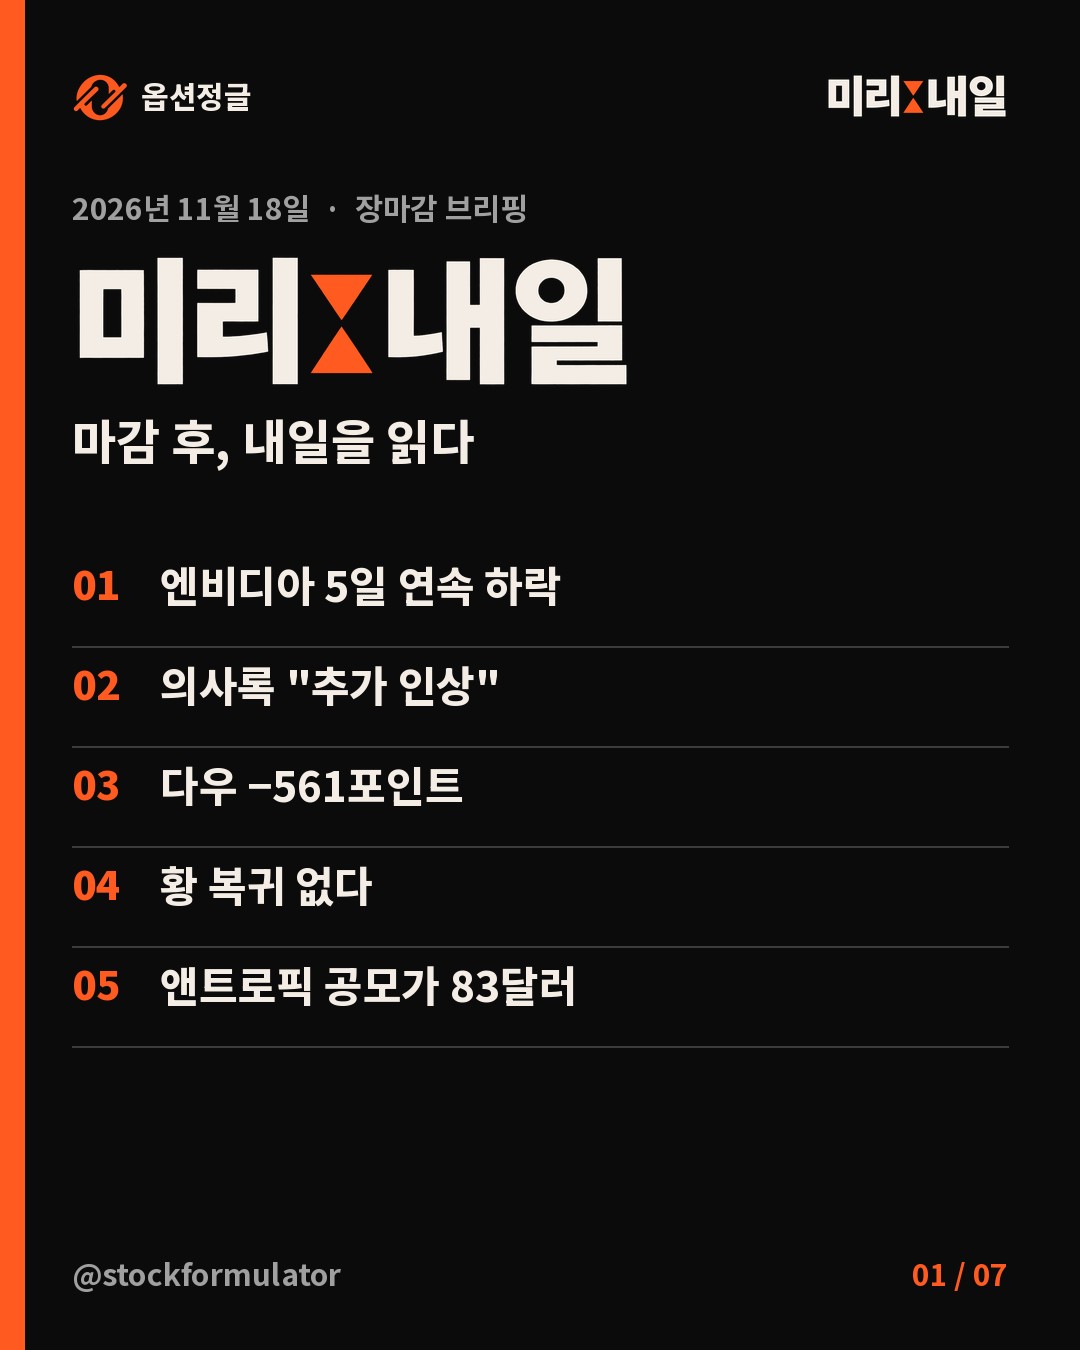 옵션정글
미리 내일
2026년 11월 18일 · 장마감 브리핑
미리 내일
마감 후, 내일을 읽다
01 엔비디아 5일 연속 하락
02 의사록 "추가 인상"
03 다우 −561포인트
04 황 복귀 없다
05 앤트로픽 공모가 83달러
@stockformulator
01 / 07